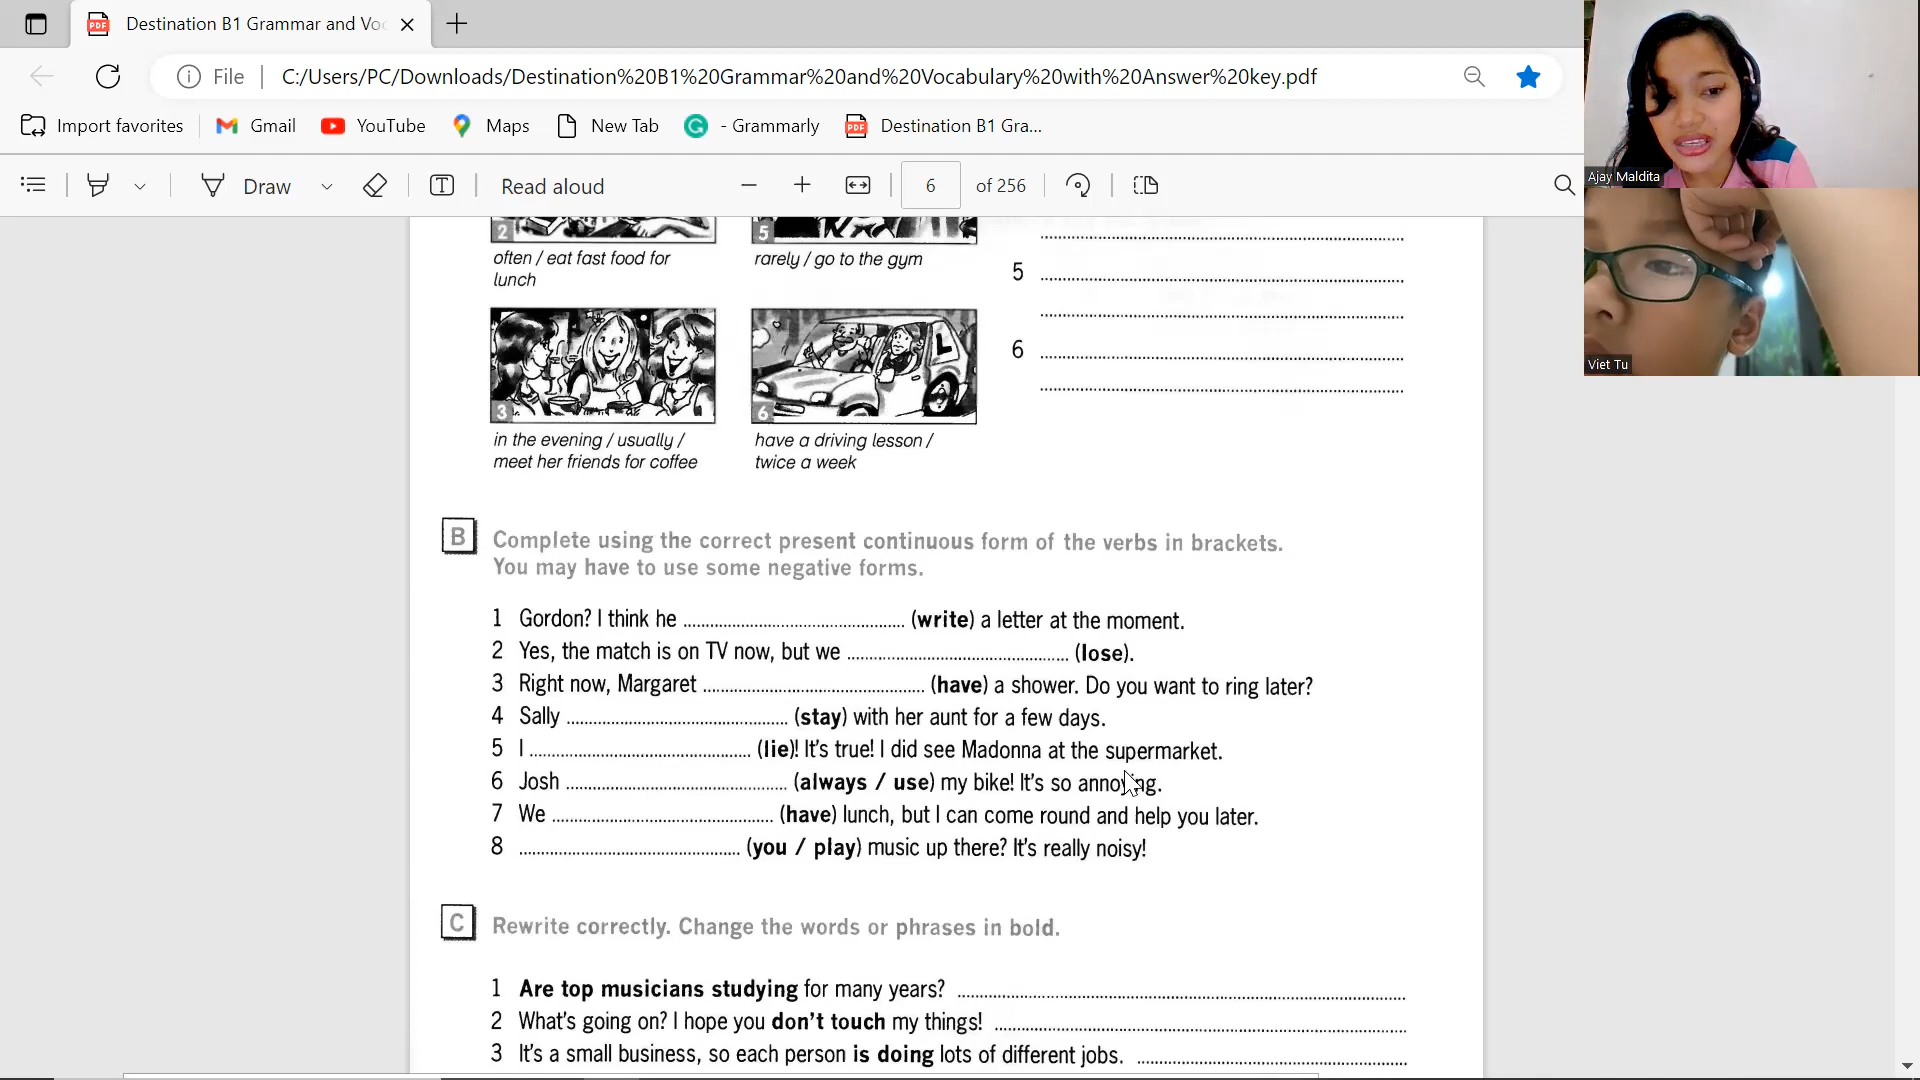 Destination B1 Grammar and Voc
File
C:/Users/PC/Downloads/Destination%20B1%20Grammar%20and%20Vocabulary%20with%20Answer%20key.pdf
Import favorites
Gmail
YouTube
Maps
New Tab
- Grammarly
Destination B1 Gra...
Draw
Read aloud
6 of 256
Ajay Maldita
Viet Tu
2
often / eat fast food for
lunch
5
rarely / go to the gym
3
in the evening / usually /
meet her friends for coffee
L
6
have a driving lesson /
twice a week
5 ..........
6 ..........
B Complete using the correct present continuous form of the verbs in brackets.
You may have to use some negative forms.
1 Gordon? I think he .......... (write) a letter at the moment.
2 Yes, the match is on TV now, but we .......... (lose).
3 Right now, Margaret .......... (have) a shower. Do you want to ring later?
4 Sally .......... (stay) with her aunt for a few days.
5 I .......... (lie)! It's true! I did see Madonna at the supermarket.
6 Josh .......... (always / use) my bike! It's so annoying.
7 We .......... (have) lunch, but I can come round and help you later.
8 .......... (you / play) music up there? It's really noisy!
C Rewrite correctly. Change the words or phrases in bold.
1 Are top musicians studying for many years? ..........
2 What's going on? I hope you don't touch my things! ..........
3 It's a small business, so each person is doing lots of different jobs. ..........